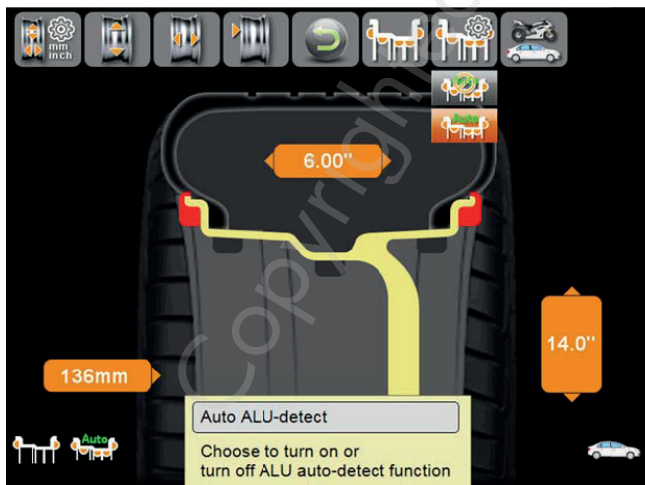 mm
inch
Auto
6.00"
14.0"
136mm
Auto ALU-detect
Auto
Choose to turn on or
turn off ALU auto-detect function